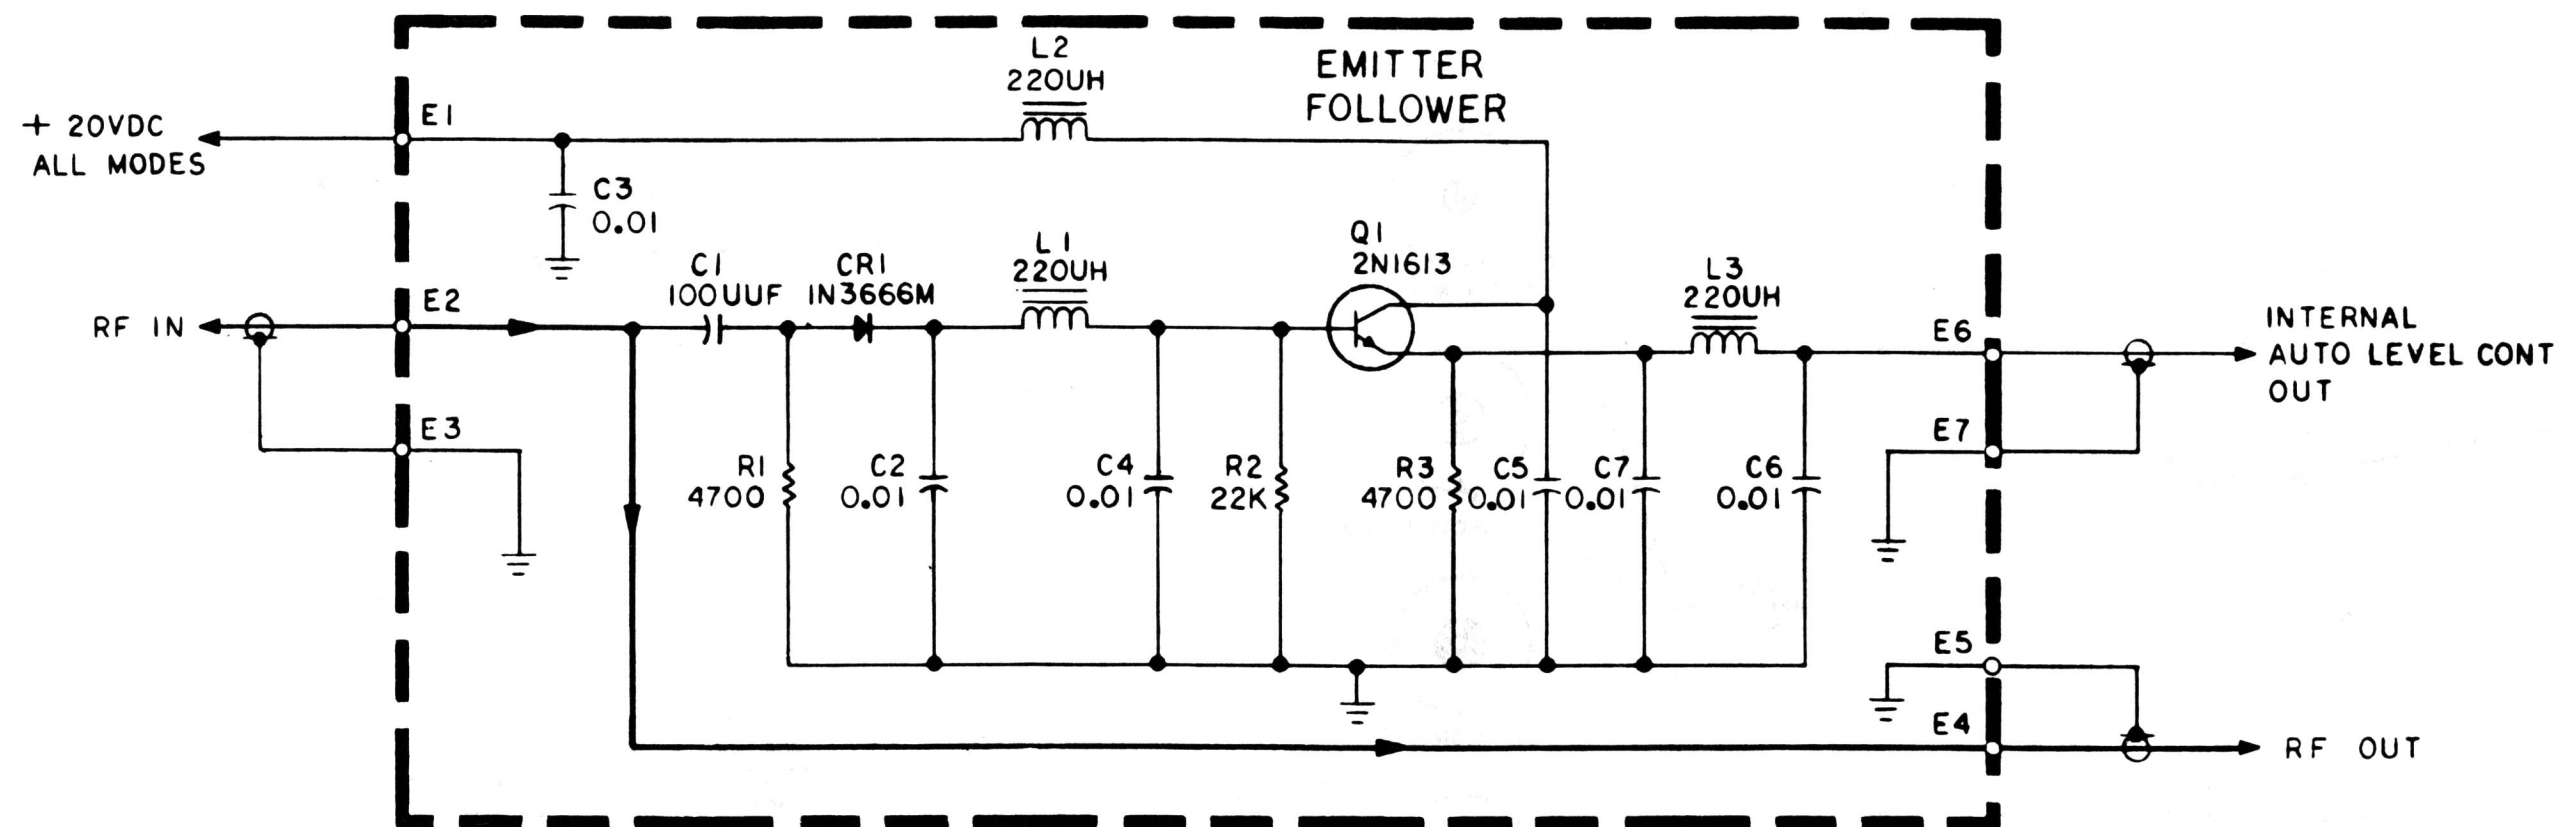 L2
220UH
EMITTER
FOLLOWER
+ 20VDC
ALL MODES
E1
C3
0.01
RF IN
E2
C1
100UUF
CR1
1N3666M
L1
220UH
Q1
2N1613
L3
220UH
E6
INTERNAL
AUTO LEVEL CONT
OUT
E3
E7
R1
4700
C2
0.01
C4
0.01
R2
22K
R3
4700
C5
0.01
C7
0.01
C6
0.01
E5
E4
RF OUT